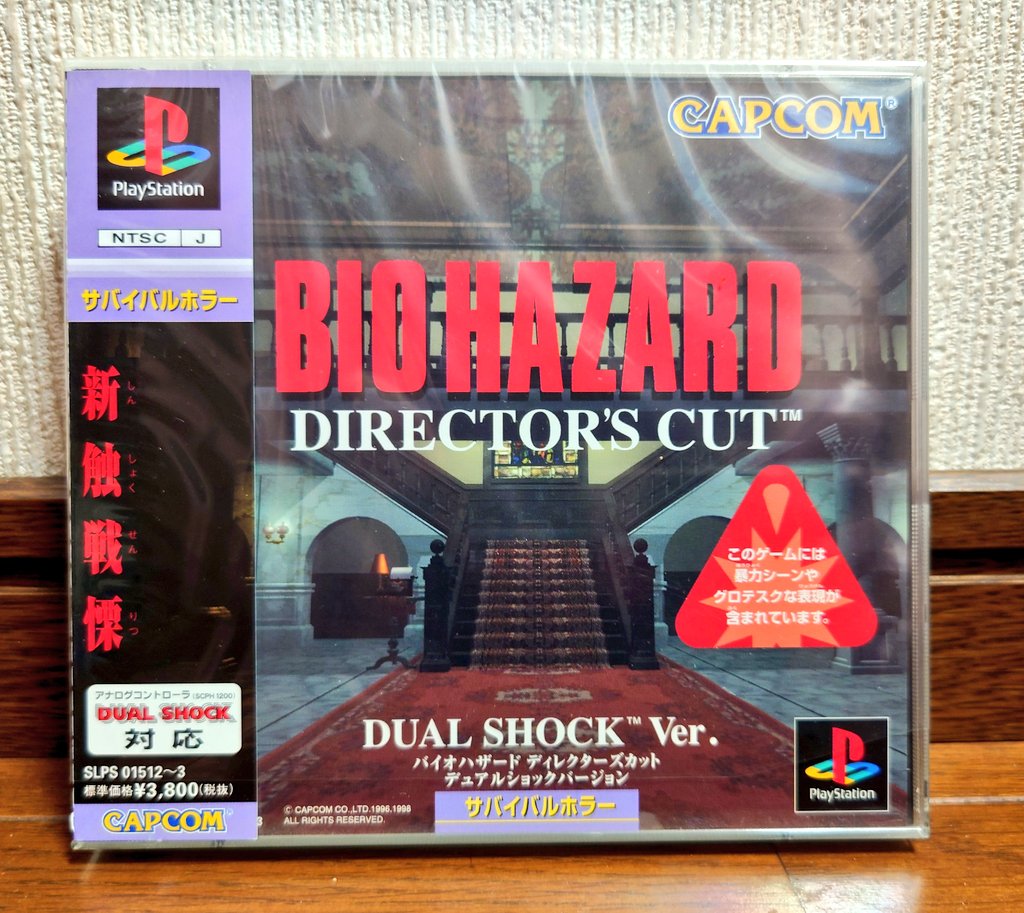 PlayStation
NTSC J
サバイバルホラー
新触戦慄
しん しょく せん りつ
アナログコントローラ(SCPH 1200)
DUAL SHOCK
対応
SLPS 01512～3
標準価格¥3,800(税抜)
CAPCOM
CAPCOM®
BIOHAZARD
DIRECTOR'S CUT™
このゲームには
暴力シーンや
グロテスクな表現が
含まれています。
DUAL SHOCK™ Ver.
バイオハザード ディレクターズカット
デュアルショックバージョン
サバイバルホラー
© CAPCOM CO.,LTD.1996.1998
ALL RIGHTS RESERVED.
PlayStation